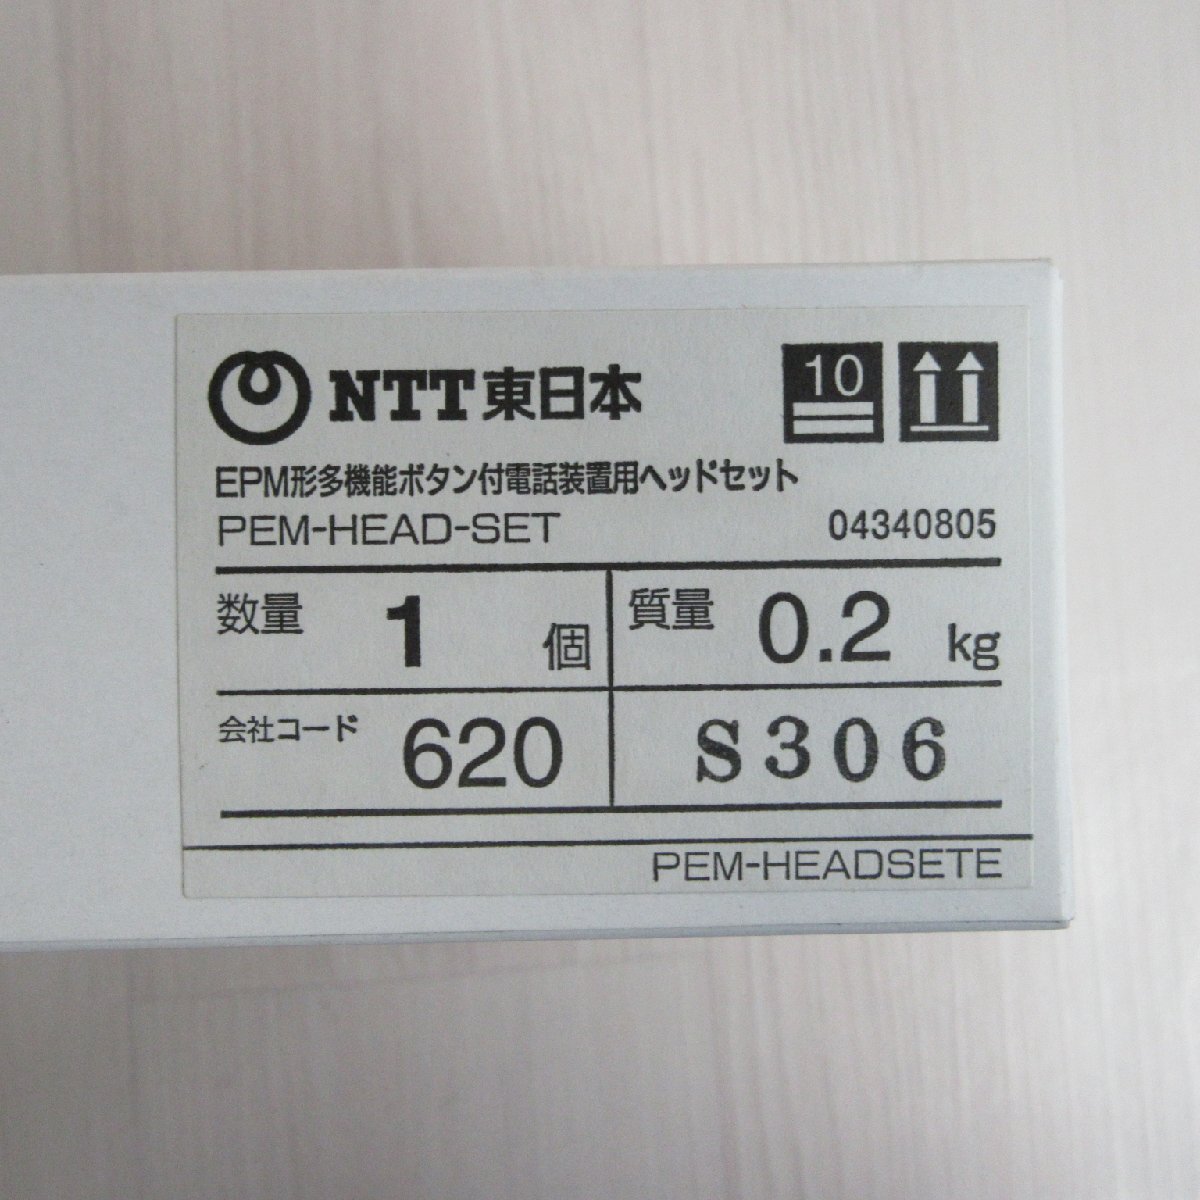 NTT東日本
10
EPM形多機能ボタン付電話装置用ヘッドセット
PEM-HEAD-SET 04340805
数量 1 個 質量 0.2 kg
会社コード 620 S306
PEM-HEADSETE